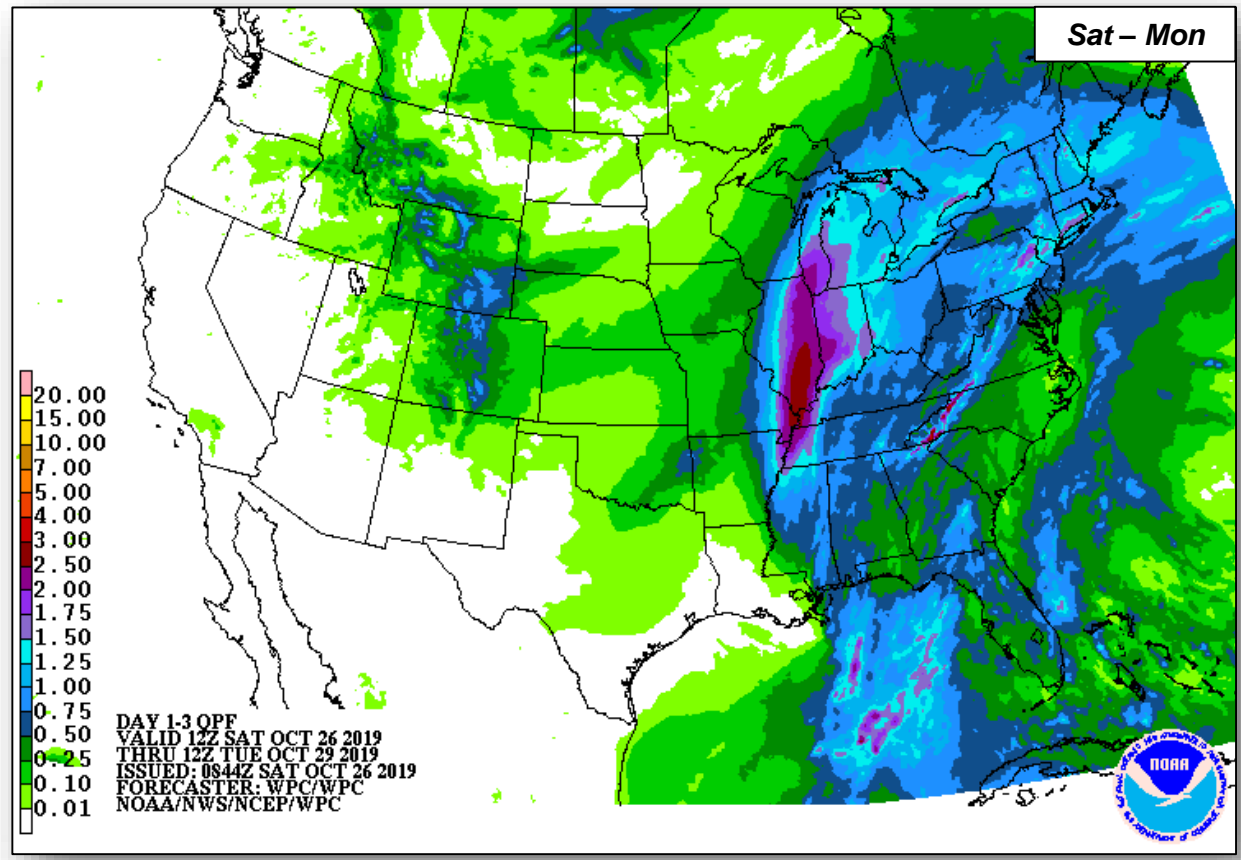 Sat – Mon
20.00
15.00
10.00
7.00
5.00
4.00
3.00
2.50
2.00
1.75
1.50
1.25
1.00
0.75
0.50
0.25
0.10
0.01
DAY 1-3 QPF
VALID 12Z SAT OCT 26 2019
THRU 12Z TUE OCT 29 2019
ISSUED: 0844Z SAT OCT 26 2019
FORECASTER: WPC/WPC
NOAA/NWS/NCEP/WPC
NOAA